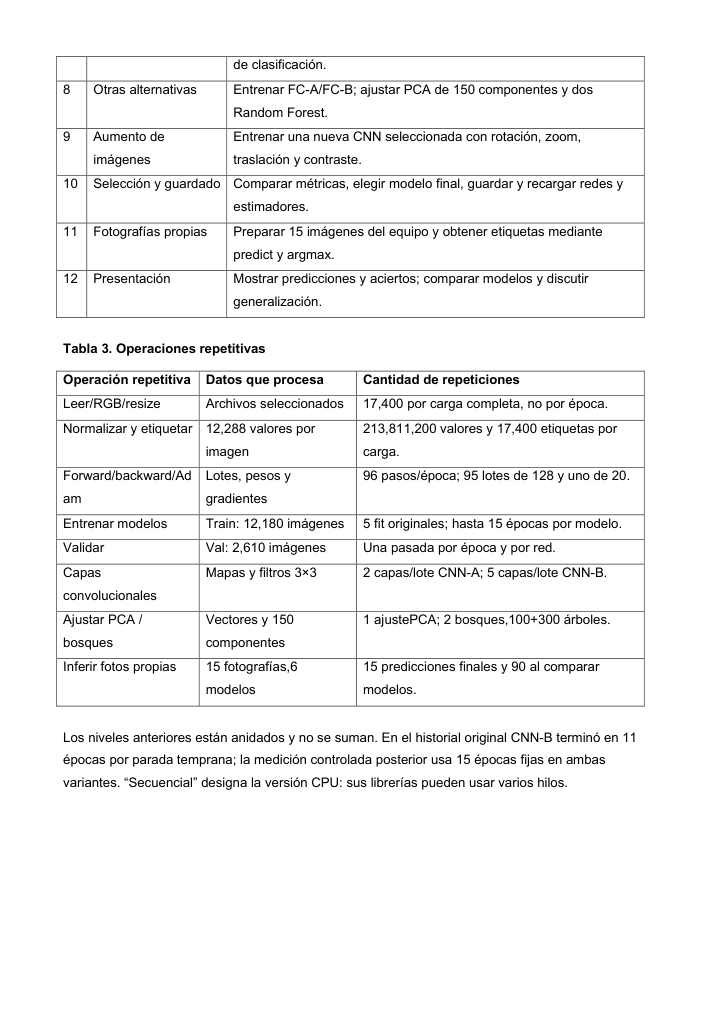 de clasificación.
8 Otras alternativas Entrenar FC-A/FC-B; ajustar PCA de 150 componentes y dos
Random Forest.
9 Aumento de Entrenar una nueva CNN seleccionada con rotación, zoom,
imágenes traslación y contraste.
10 Selección y guardado Comparar métricas, elegir modelo final, guardar y recargar redes y
estimadores.
11 Fotografías propias Preparar 15 imágenes del equipo y obtener etiquetas mediante
predict y argmax.
12 Presentación Mostrar predicciones y aciertos; comparar modelos y discutir
generalización.
Tabla 3. Operaciones repetitivas
Operación repetitiva Datos que procesa Cantidad de repeticiones
Leer/RGB/resize Archivos seleccionados 17,400 por carga completa, no por época.
Normalizar y etiquetar 12,288 valores por 213,811,200 valores y 17,400 etiquetas por
imagen carga.
Forward/backward/Ad Lotes, pesos y 96 pasos/época; 95 lotes de 128 y uno de 20.
am gradientes
Entrenar modelos Train: 12,180 imágenes 5 fit originales; hasta 15 épocas por modelo.
Validar Val: 2,610 imágenes Una pasada por época y por red.
Capas Mapas y filtros 3×3 2 capas/lote CNN-A; 5 capas/lote CNN-B.
convolucionales
Ajustar PCA / Vectores y 150 1 ajustePCA; 2 bosques,100+300 árboles.
bosques componentes
Inferir fotos propias 15 fotografías,6 15 predicciones finales y 90 al comparar
modelos modelos.
Los niveles anteriores están anidados y no se suman. En el historial original CNN-B terminó en 11
épocas por parada temprana; la medición controlada posterior usa 15 épocas fijas en ambas
variantes. “Secuencial” designa la versión CPU: sus librerías pueden usar varios hilos.